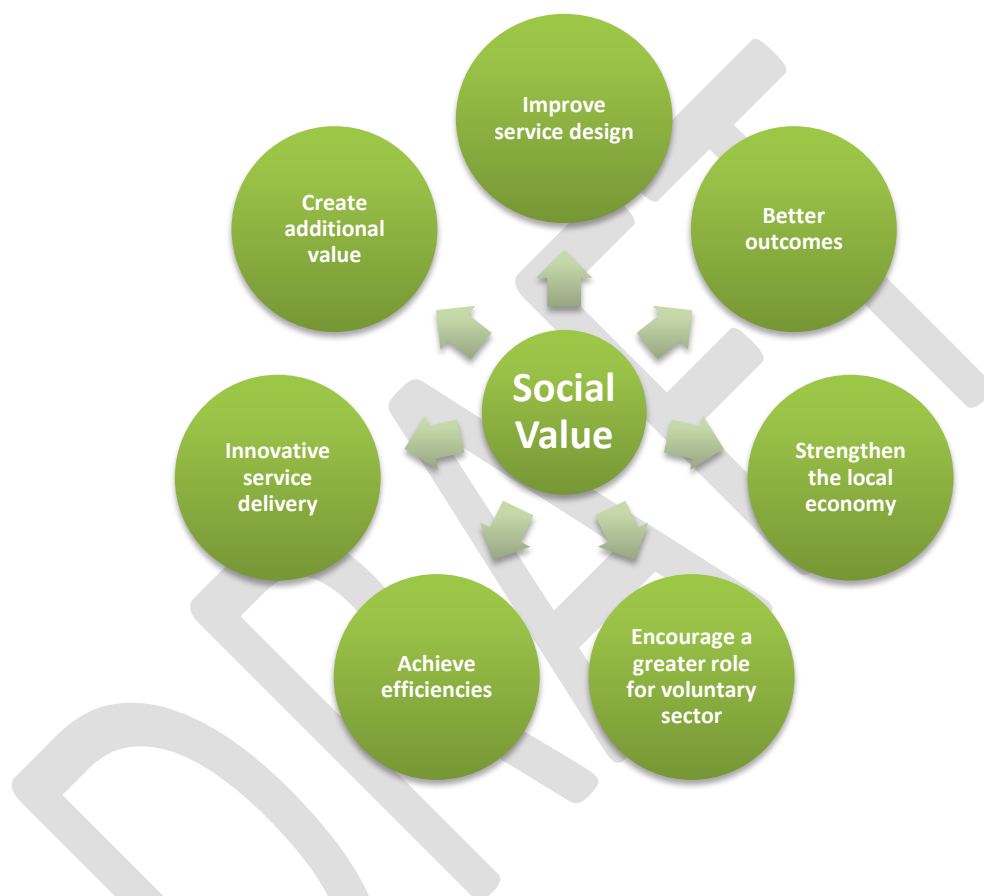 Improve
service design
Better
outcomes
Strengthen
the local
economy
Encourage a
greater role
for voluntary
sector
Achieve
efficiencies
Innovative
service
delivery
Create
additional
value
Social
Value
DRAFT